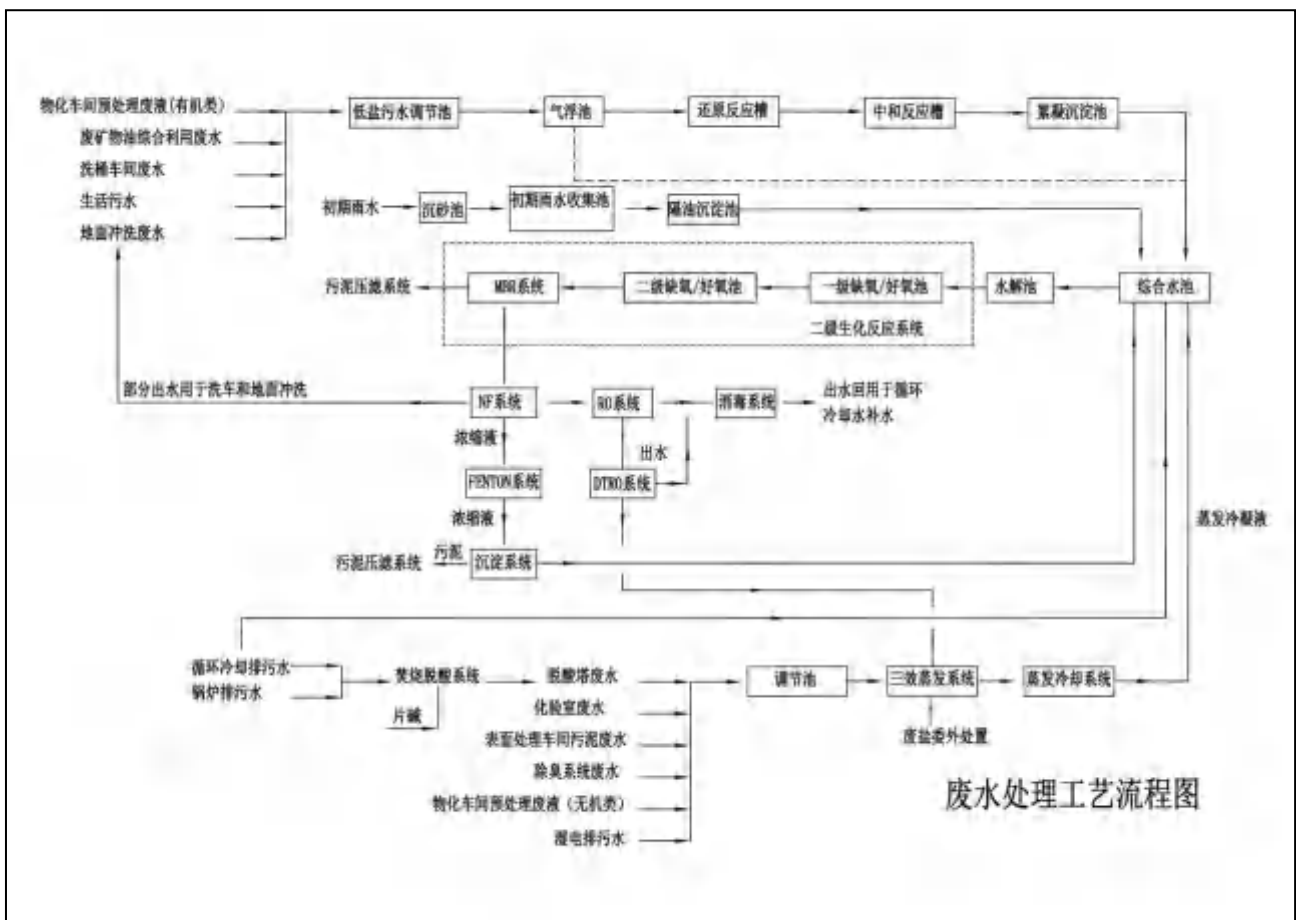 物化车间预处理废液(有机类)
低盐污水调节池
气浮池
还原反应槽
中和反应槽
絮凝沉淀池
废矿物油综合利用废水
洗桶车间废水
生活污水
地面冲洗废水
初期雨水
沉砂池
初期雨水收集池
隔油沉淀池
污泥压滤系统
MBR系统
二级缺氧/好氧池
一级缺氧/好氧池
水解池
综合水池
二级生化反应系统
部分出水用于洗车和地面冲洗
NF系统
RO系统
消毒系统
出水回用于循环
冷却水补水
浓缩液
出水
FENTON系统
DTRO系统
浓缩液
蒸发冷凝液
污泥压滤系统
污泥
沉淀系统
循环冷却排污水
锅炉排污水
焚烧脱酸系统
脱酸塔废水
调节池
三效蒸发系统
蒸发冷却系统
片碱
化验室废水
表面处理车间污泥废水
废盐委外处置
除臭系统废水
物化车间预处理废液（无机类）
湿电排污水
废水处理工艺流程图